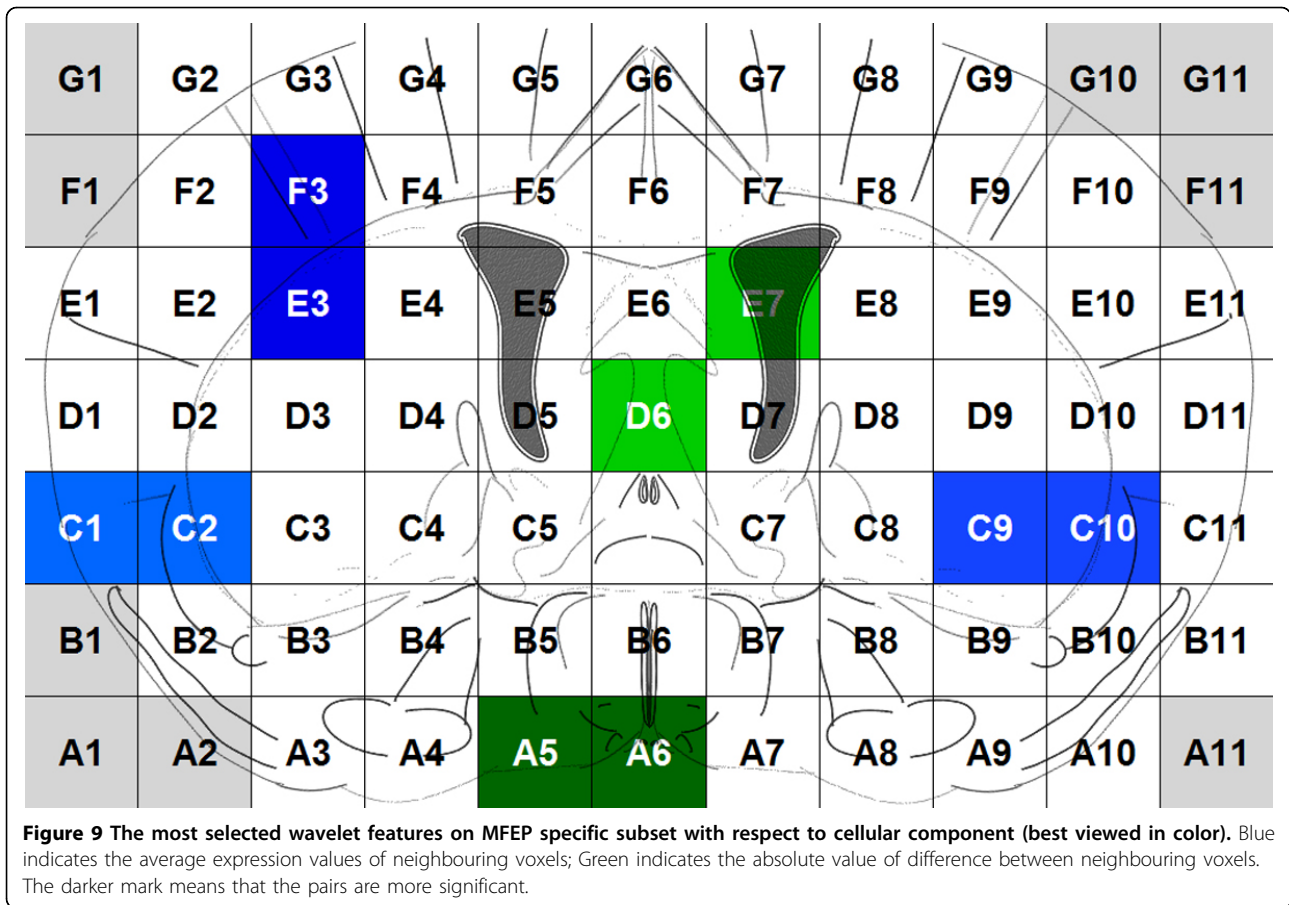 G1 G2 G3 G4 G5 G6 G7 G8 G9 G10 G11
F1 F2 F3 F4 F5 F6 F7 F8 F9 F10 F11
E1 E2 E3 E4 E5 E6 E7 E8 E9 E10 E11
D1 D2 D3 D4 D5 D6 D7 D8 D9 D10 D11
C1 C2 C3 C4 C5 C7 C8 C9 C10 C11
B1 B2 B3 B4 B5 B6 B7 B8 B9 B10 B11
A1 A2 A3 A4 A5 A6 A7 A8 A9 A10 A11
Figure 9 The most selected wavelet features on MFEP specific subset with respect to cellular component (best viewed in color). Blue
indicates the average expression values of neighbouring voxels; Green indicates the absolute value of difference between neighbouring voxels.
The darker mark means that the pairs are more significant.